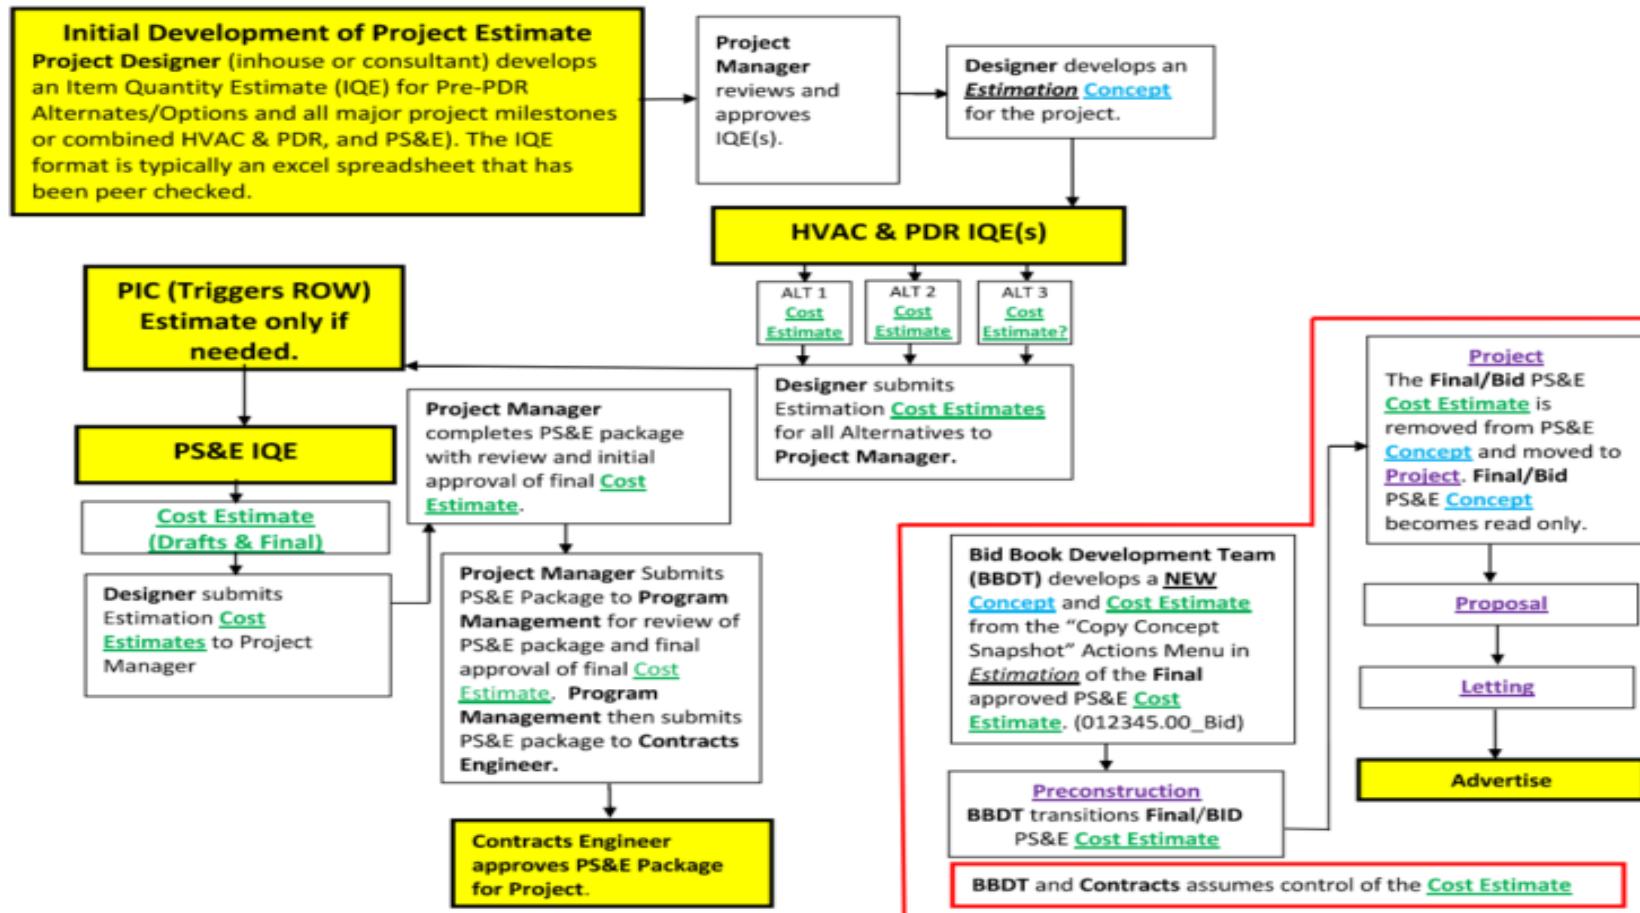 Initial Development of Project Estimate
Project Designer (inhouse or consultant) develops
an Item Quantity Estimate (IQE) for Pre-PDR
Alternates/Options and all major project milestones
or combined HVAC & PDR, and PS&E). The IQE
format is typically an excel spreadsheet that has
been peer checked.
Project
Manager
reviews and
approves
IQE(s).
Designer develops an
Estimation Concept
for the project.
HVAC & PDR IQE(s)
ALT 1
Cost
Estimate
ALT 2
Cost
Estimate
ALT 3
Cost
Estimate?
Designer submits
Estimation Cost Estimates
for all Alternatives to
Project Manager.
PIC (Triggers ROW)
Estimate only if
needed.
PS&E IQE
Cost Estimate
(Drafts & Final)
Designer submits
Estimation Cost
Estimates to Project
Manager
Project Manager
completes PS&E package
with review and initial
approval of final Cost
Estimate.
Project Manager Submits
PS&E Package to Program
Management for review of
PS&E package and final
approval of final Cost
Estimate. Program
Management then submits
PS&E package to Contracts
Engineer.
Contracts Engineer
approves PS&E Package
for Project.
Bid Book Development Team
(BBDT) develops a NEW
Concept and Cost Estimate
from the “Copy Concept
Snapshot” Actions Menu in
Estimation of the Final
approved PS&E Cost
Estimate. (012345.00_Bid)
Preconstruction
BBDT transitions Final/BID
PS&E Cost Estimate
BBDT and Contracts assumes control of the Cost Estimate
Project
The Final/Bid PS&E
Cost Estimate is
removed from PS&E
Concept and moved to
Project. Final/Bid
PS&E Concept
becomes read only.
Proposal
Letting
Advertise